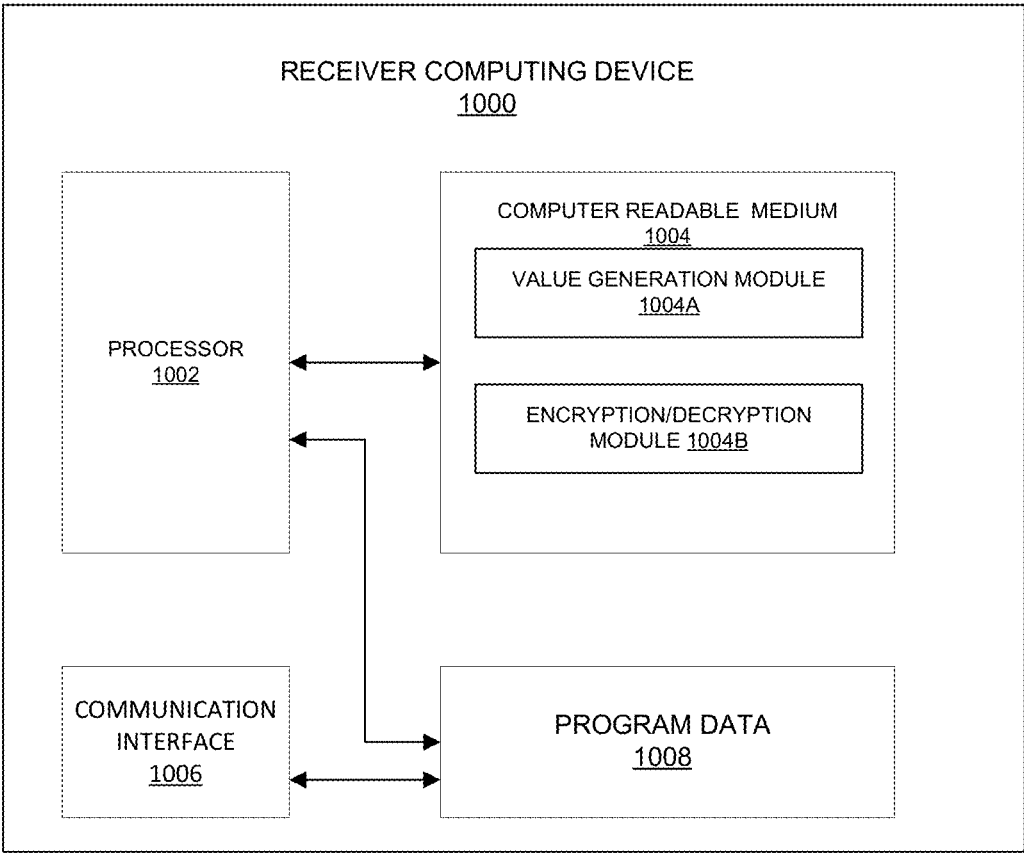 RECEIVER COMPUTING DEVICE
1000
PROCESSOR
1002
COMPUTER READABLE MEDIUM
1004
VALUE GENERATION MODULE
1004A
ENCRYPTION/DECRYPTION
MODULE 1004B
COMMUNICATION
INTERFACE
1006
PROGRAM DATA
1008